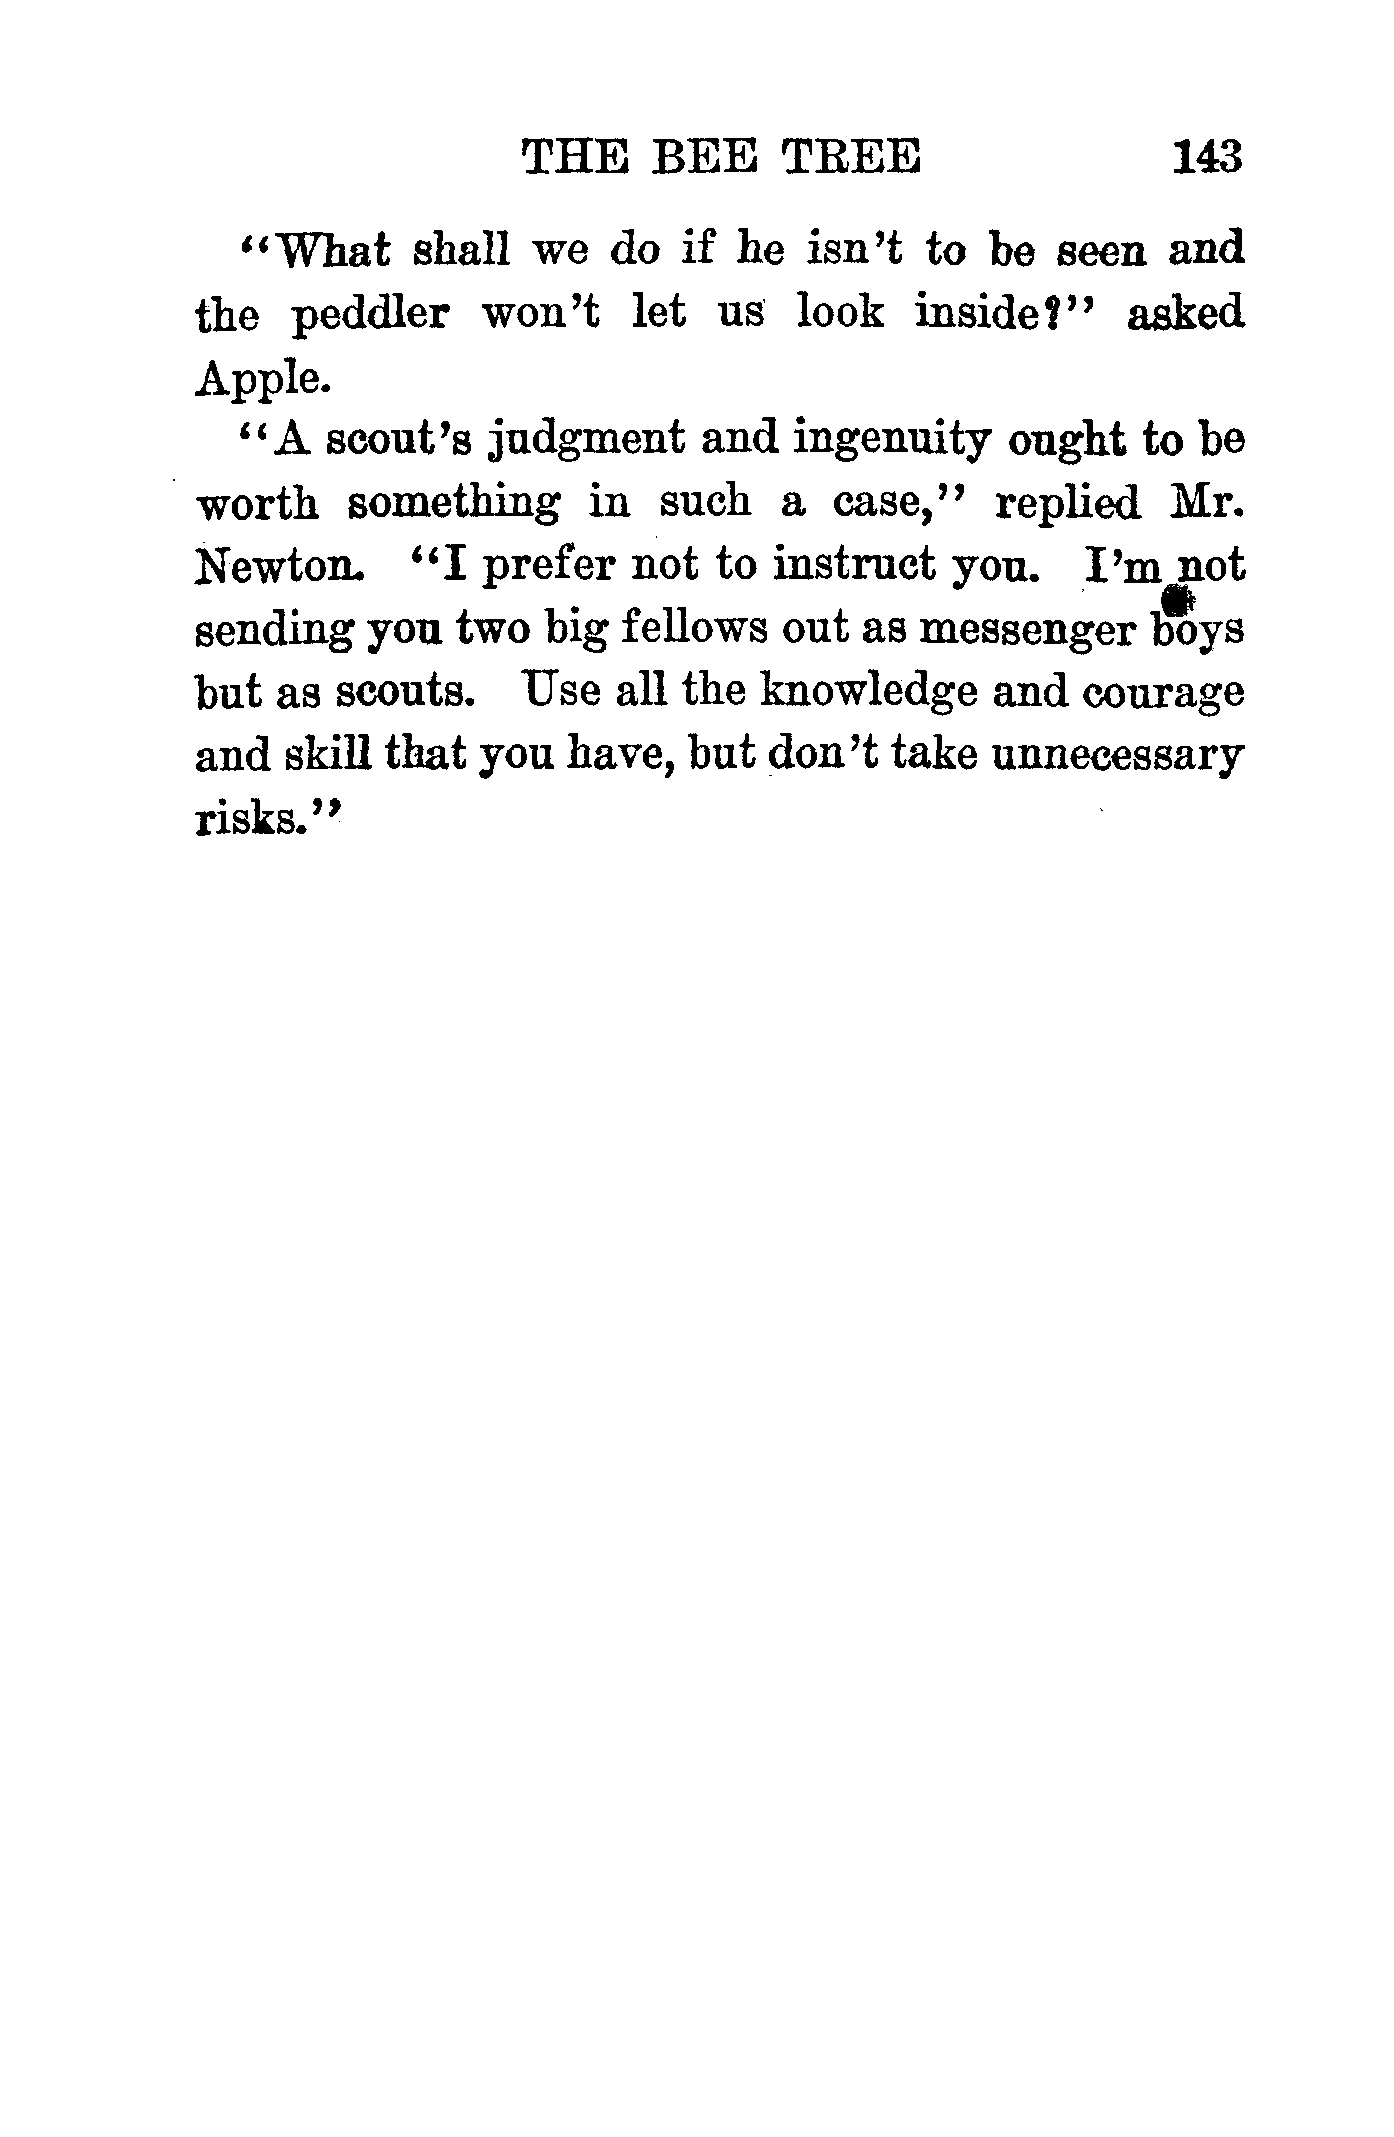 THE BEE TREE 143
"What shall we do if he isn't to be seen and
the peddler won't let us look inside?" asked
Apple.
"A scout's judgment and ingenuity ought to be
worth something in such a case," replied Mr.
Newton. "I prefer not to instruct you. I'm not
sending you two big fellows out as messenger boys
but as scouts. Use all the knowledge and courage
and skill that you have, but don't take unnecessary
risks."